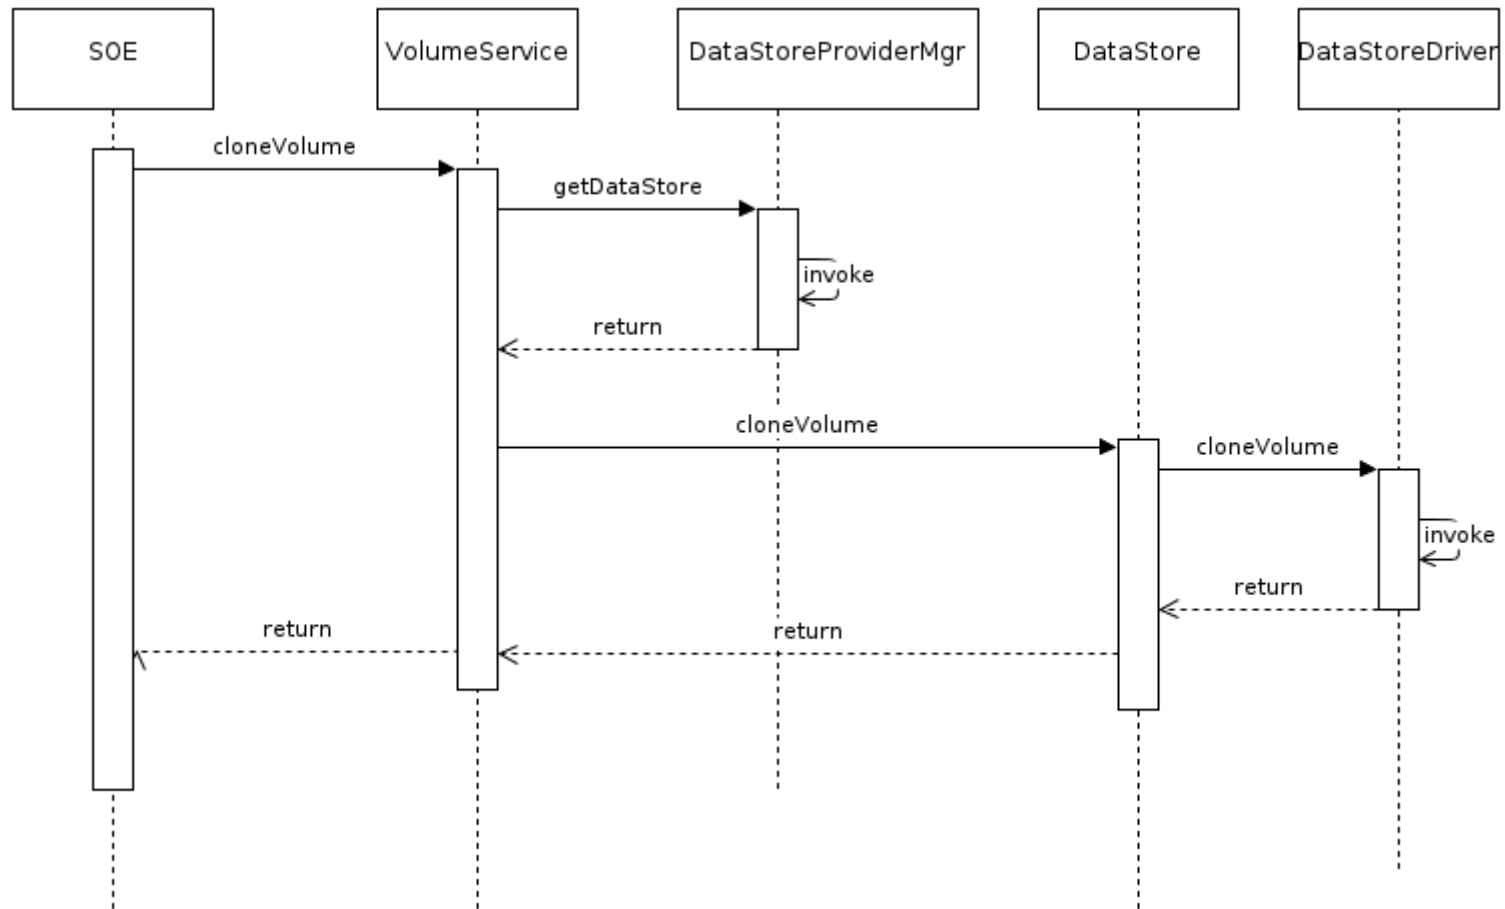 SOE
VolumeService
DataStoreProviderMgr
DataStore
DataStoreDriver
cloneVolume
getDataStore
invoke
return
cloneVolume
cloneVolume
invoke
return
return
return